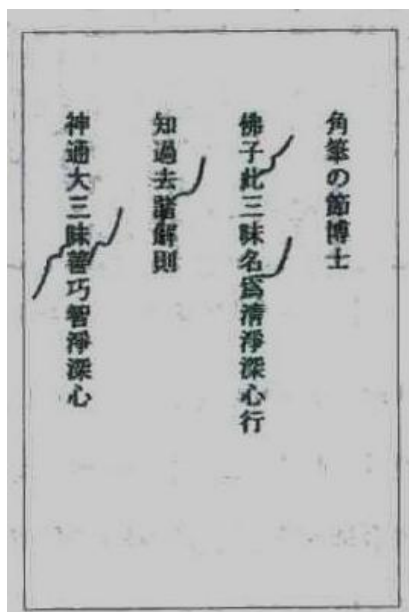 角筆の節博士
佛子此三昧名爲清淨深心行
知過去諸解則
神通大三昧善巧智淨深心